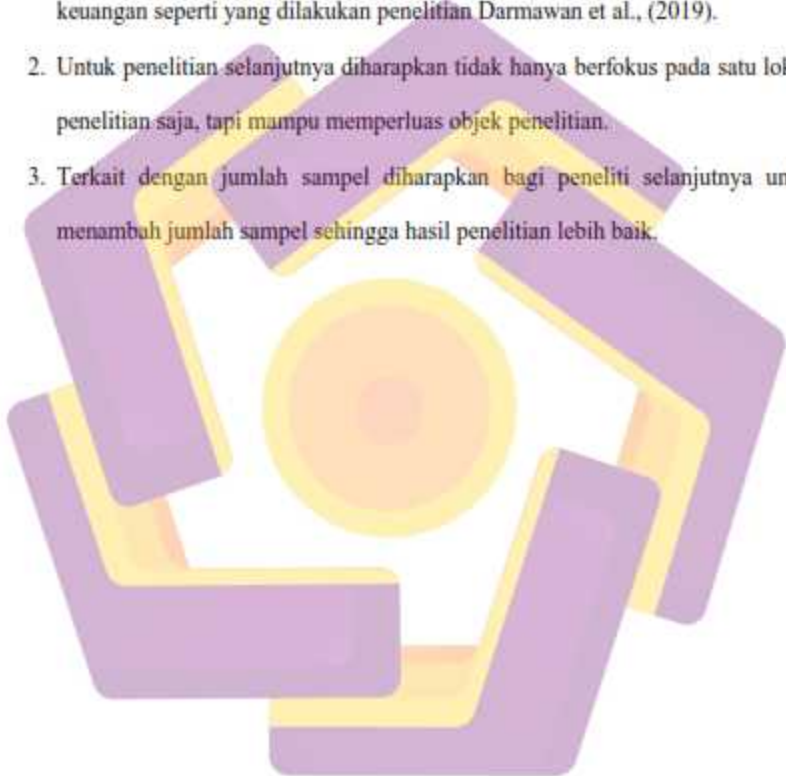 keuangan seperti yang dilakukan penelitian Darmawan et al., (2019).
2. Untuk penelitian selanjutnya diharapkan tidak hanya berfokus pada satu lok
penelitian saja, tapi mampu memperluas objek penelitian.
3. Terkait dengan jumlah sampel diharapkan bagi peneliti selanjutnya un
menambah jumlah sampel sehingga hasil penelitian lebih baik.